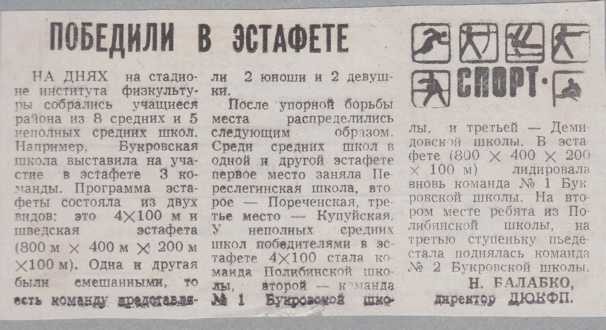 ПОБЕДИЛИ В ЭСТАФЕТЕ
НА ДНЯХ на стадио-
не института физкульту-
ры собрались учащиеся
района из 8 средних и 5
неполных средних школ.
Например, Букровская
школа выставила на уча-
стие в эстафете 3 ко-
манды. Программа эста-
феты состояла из двух
видов: это 4×100 м и
шведская эстафета
(800 м × 400 м × 200 м
×100 м). Одна и другая
были смешанными, то
есть команду представля-
ли 2 юноши и 2 девуш-
ки.
После упорной борьбы
места распределились
следующим образом.
Среди средних школ в
одной и другой эстафете
первое место заняла Пе-
реслегинская школа, вто-
рое — Пореченская, тре-
тье место — Купуйская.
У неполных средних
школ победителями в эс-
тафете 4×100 стала ко-
манда Полибинской шко-
лы, второй — команда
№ 1 Букровской шко-
СПОРТ
лы, и третьей — Деми-
довской школы. В эста-
фете (800 × 400 × 200
× 100 м) лидировала
вновь команда № 1 Бук-
ровской школы. На вто-
ром месте ребята из По-
либинской школы, на
третью ступеньку пьеде-
стала поднялась команда
№ 2 Букровской школы.
Н. БАЛАБКО,
директор ДЮКФП.